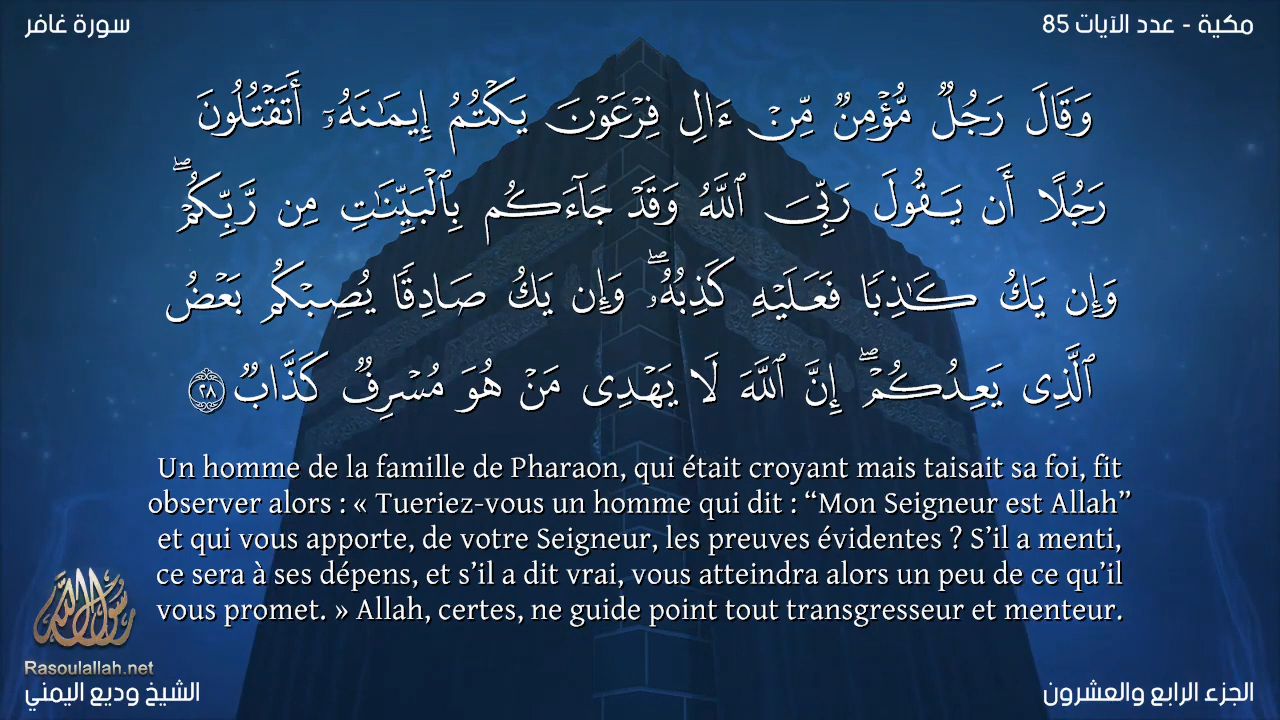 سورة غافر
مكية - عدد الآيات 85
وَقَالَ رَجُلٌ مُّؤْمِنٌ مِّنْ ءَالِ فِرْعَوْنَ يَكْتُمُ إِيمَـٰنَهُۥٓ أَتَقْتُلُونَ
رَجُلًا أَن يَقُولَ رَبِّىَ ٱللَّهُ وَقَدْ جَآءَكُم بِٱلْبَيِّنَـٰتِ مِن رَّبِّكُمْ ۖ
وَإِن يَكُ كَـٰذِبًا فَعَلَيْهِ كَذِبُهُۥ ۖ وَإِن يَكُ صَادِقًا يُصِبْكُم بَعْضُ
ٱلَّذِى يَعِدُكُمْ ۖ إِنَّ ٱللَّهَ لَا يَهْدِى مَنْ هُوَ مُسْرِفٌ كَذَّابٌ ٢٨
Un homme de la famille de Pharaon, qui était croyant mais taisait sa foi, fit
observer alors : « Tueriez-vous un homme qui dit : “Mon Seigneur est Allah”
et qui vous apporte, de votre Seigneur, les preuves évidentes ? S’il a menti,
ce sera à ses dépens, et s’il a dit vrai, vous atteindra alors un peu de ce qu’il
vous promet. » Allah, certes, ne guide point tout transgresseur et menteur.
رسول الله
Rasoulallah.net
الشيخ وديع اليمني
الجزء الرابع والعشرون